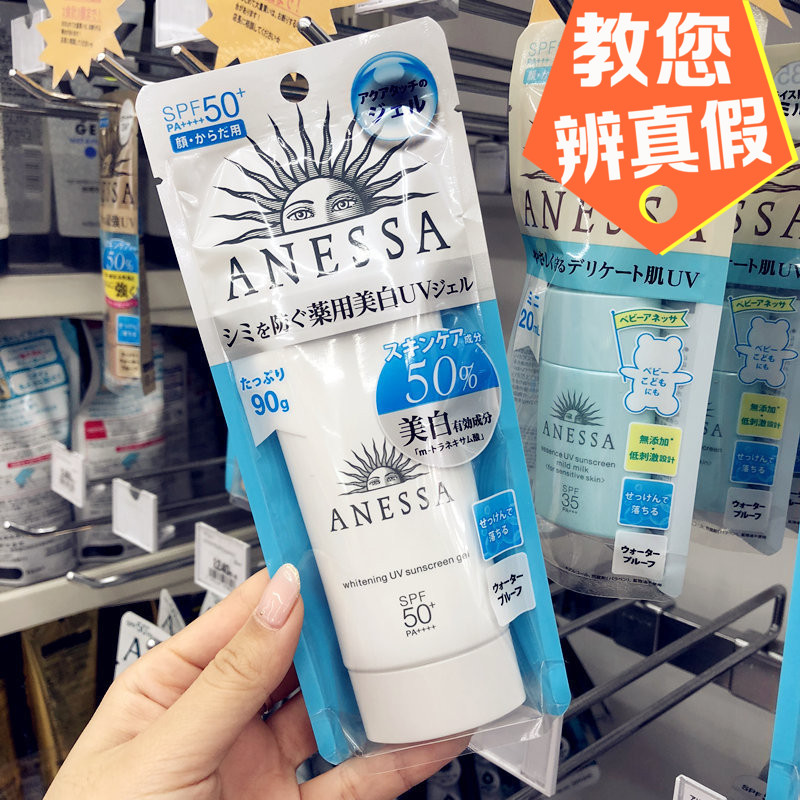 教您
辨真假
SPF50+
PA++++
顔・からだ用
アクアタッチの
ジェル
ANESSA
シミを防ぐ薬用美白UVジェル
たっぷり
90g
スキンケア成分
50%
美白有効成分
「m-トラネキサム酸」
ANESSA
せっけんで
落ちる
ウォーター
プルーフ
whitening UV sunscreen gel
SPF
50+
PA++++
SPF
ANESSA
デリケート肌UV
ミニ
20mL
ベビーアネッサ
ベビー
こども
にも
無添加*
低刺激設計
せっけんで
落ちる
ウォーター
プルーフ
ANESSA
essence UV sunscreen
mild milk
<for sensitive skin>
SPF
35
PA+++
ANESSA
50%